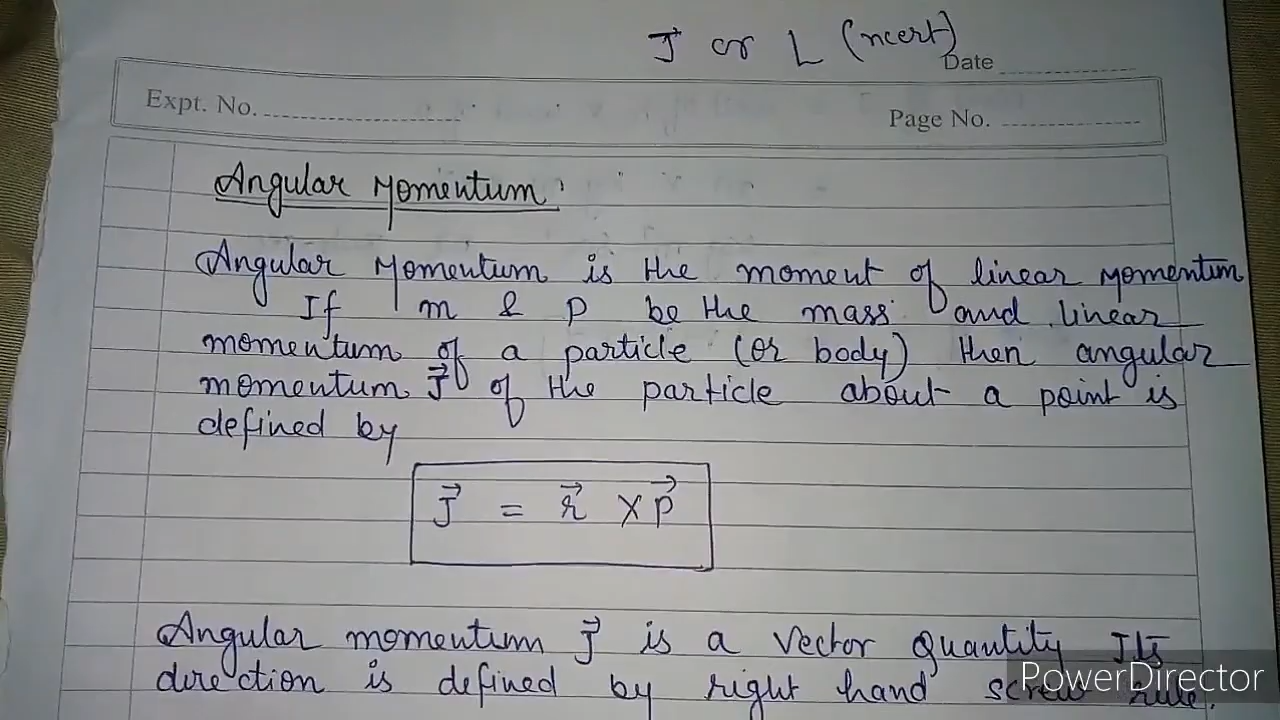 J⃗ or L (ncert)
Date
Expt. No.
Page No.
Angular Momentum :
Angular Momentum is the moment of linear momentum
If m & p be the mass and linear
momentum of a particle (or body) then angular
momentum J⃗ of the particle about a point is
defined by
J⃗ = r⃗ × p⃗
Angular momentum J⃗ is a vector quantity Its
direction is defined by right hand screw rule.
PowerDirector